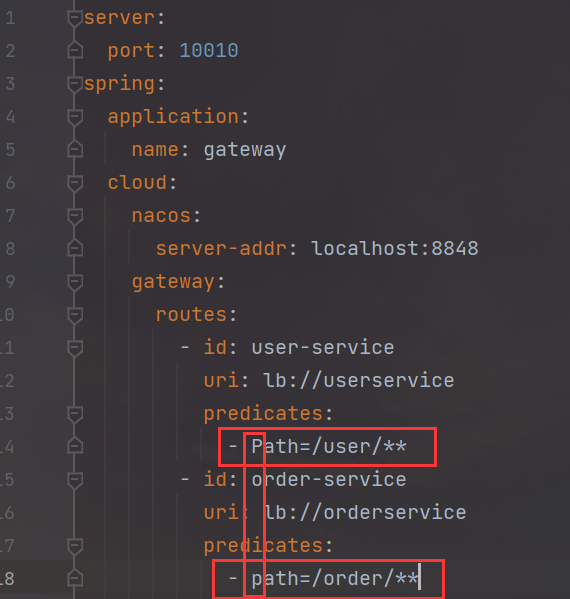 1 server:
2 port: 10010
3 spring:
4 application:
5 name: gateway
6 cloud:
7 nacos:
8 server-addr: localhost:8848
9 gateway:
10 routes:
11 - id: user-service
12 uri: lb://userservice
13 predicates:
14 - Path=/user/**
15 - id: order-service
16 uri: lb://orderservice
17 predicates:
18 - path=/order/**